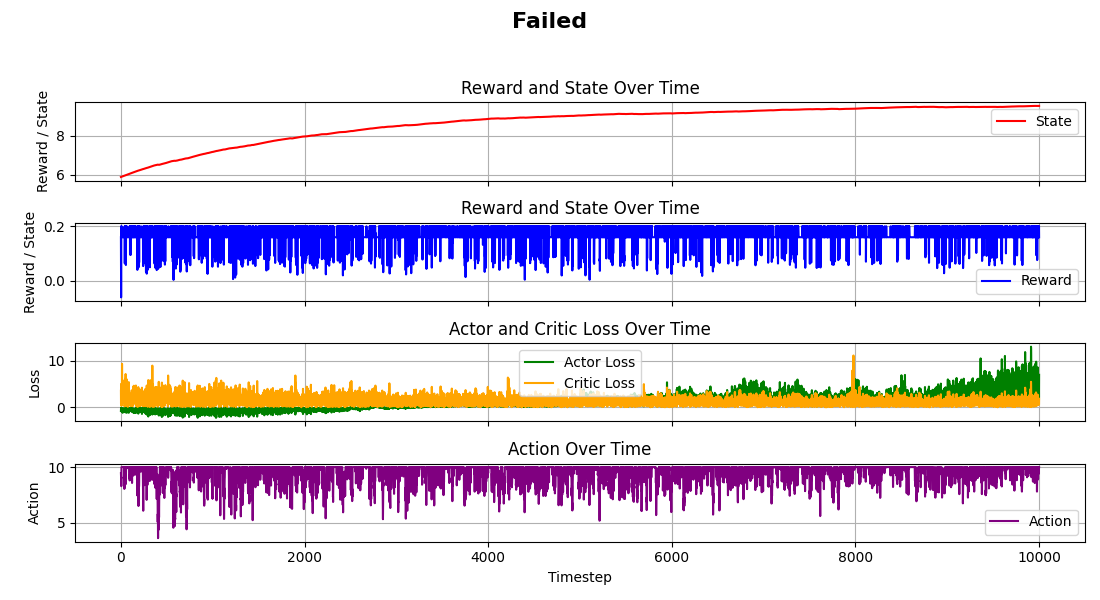 Failed
Reward and State Over Time
Reward / State
8
6
State
Reward and State Over Time
Reward / State
0.2
0.0
Reward
Actor and Critic Loss Over Time
Loss
10
0
Actor Loss
Critic Loss
Action Over Time
Action
10
5
Action
0 2000 4000 6000 8000 10000
Timestep